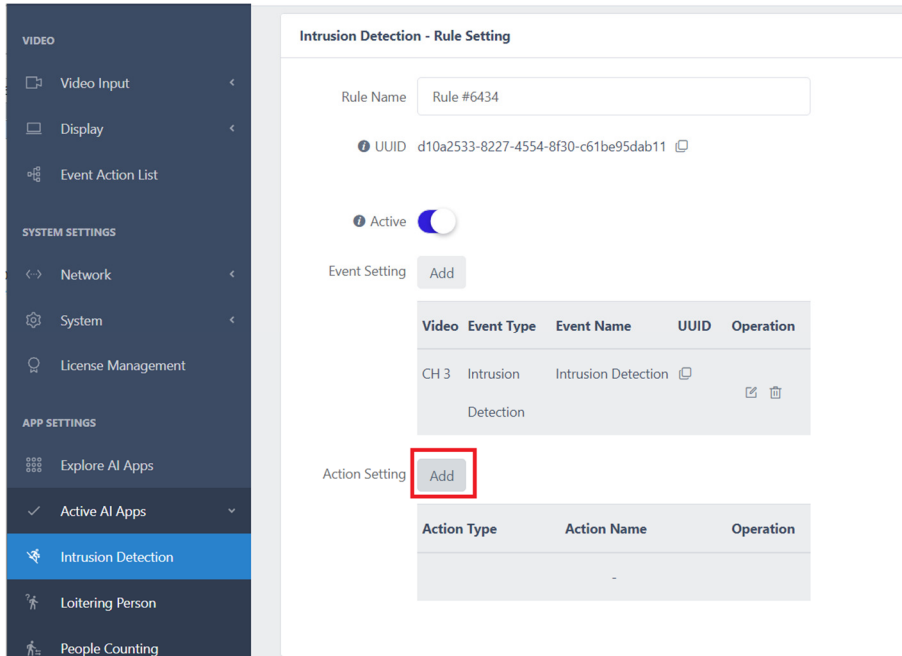 VIDEO
Video Input
Display
Event Action List
SYSTEM SETTINGS
Network
System
License Management
APP SETTINGS
Explore AI Apps
Active AI Apps
Intrusion Detection
Loitering Person
People Counting
Intrusion Detection - Rule Setting
Rule Name Rule #6434
UUID d10a2533-8227-4554-8f30-c61be95dab11
Active
Event Setting Add
Video Event Type Event Name UUID Operation
CH 3 Intrusion Intrusion Detection
Detection
Action Setting Add
Action Type Action Name Operation
-